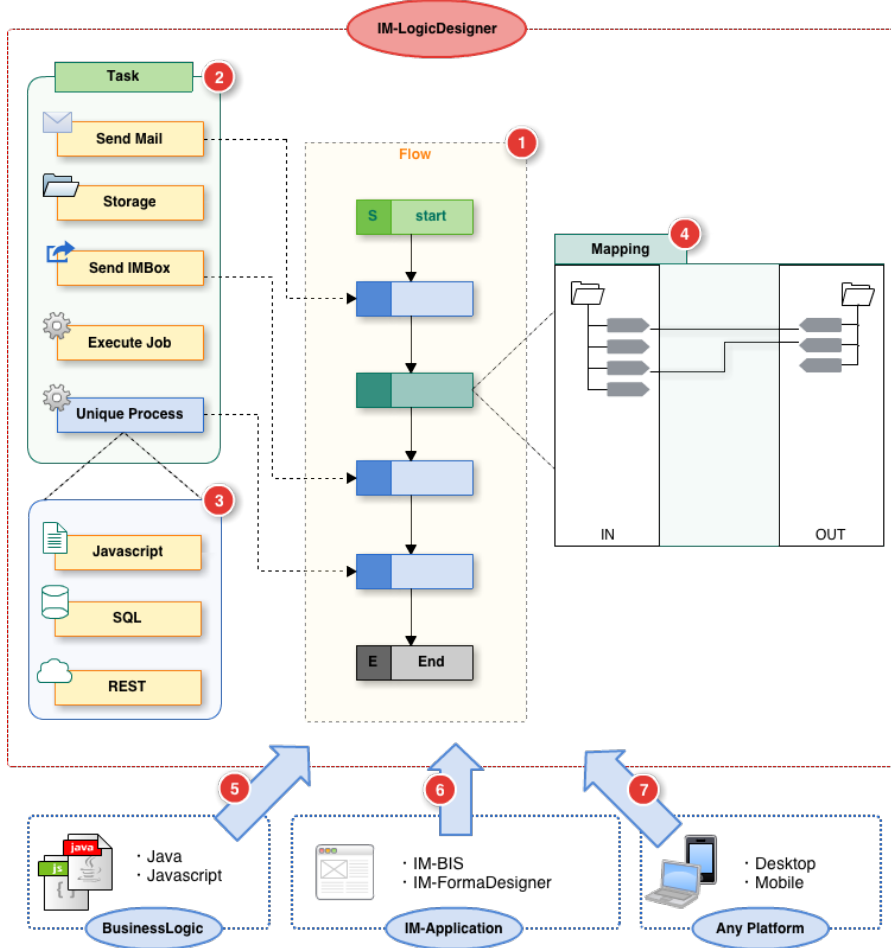 IM-LogicDesigner
Task
2
Send Mail
Storage
Send IMBox
Execute Job
Unique Process
3
Javascript
SQL
REST
1
Flow
S start
E End
4
Mapping
IN
OUT
5
6
7
java
js
{ }
· Java
· Javascript
BusinessLogic
· IM-BIS
· IM-FormaDesigner
IM-Application
· Desktop
· Mobile
Any Platform